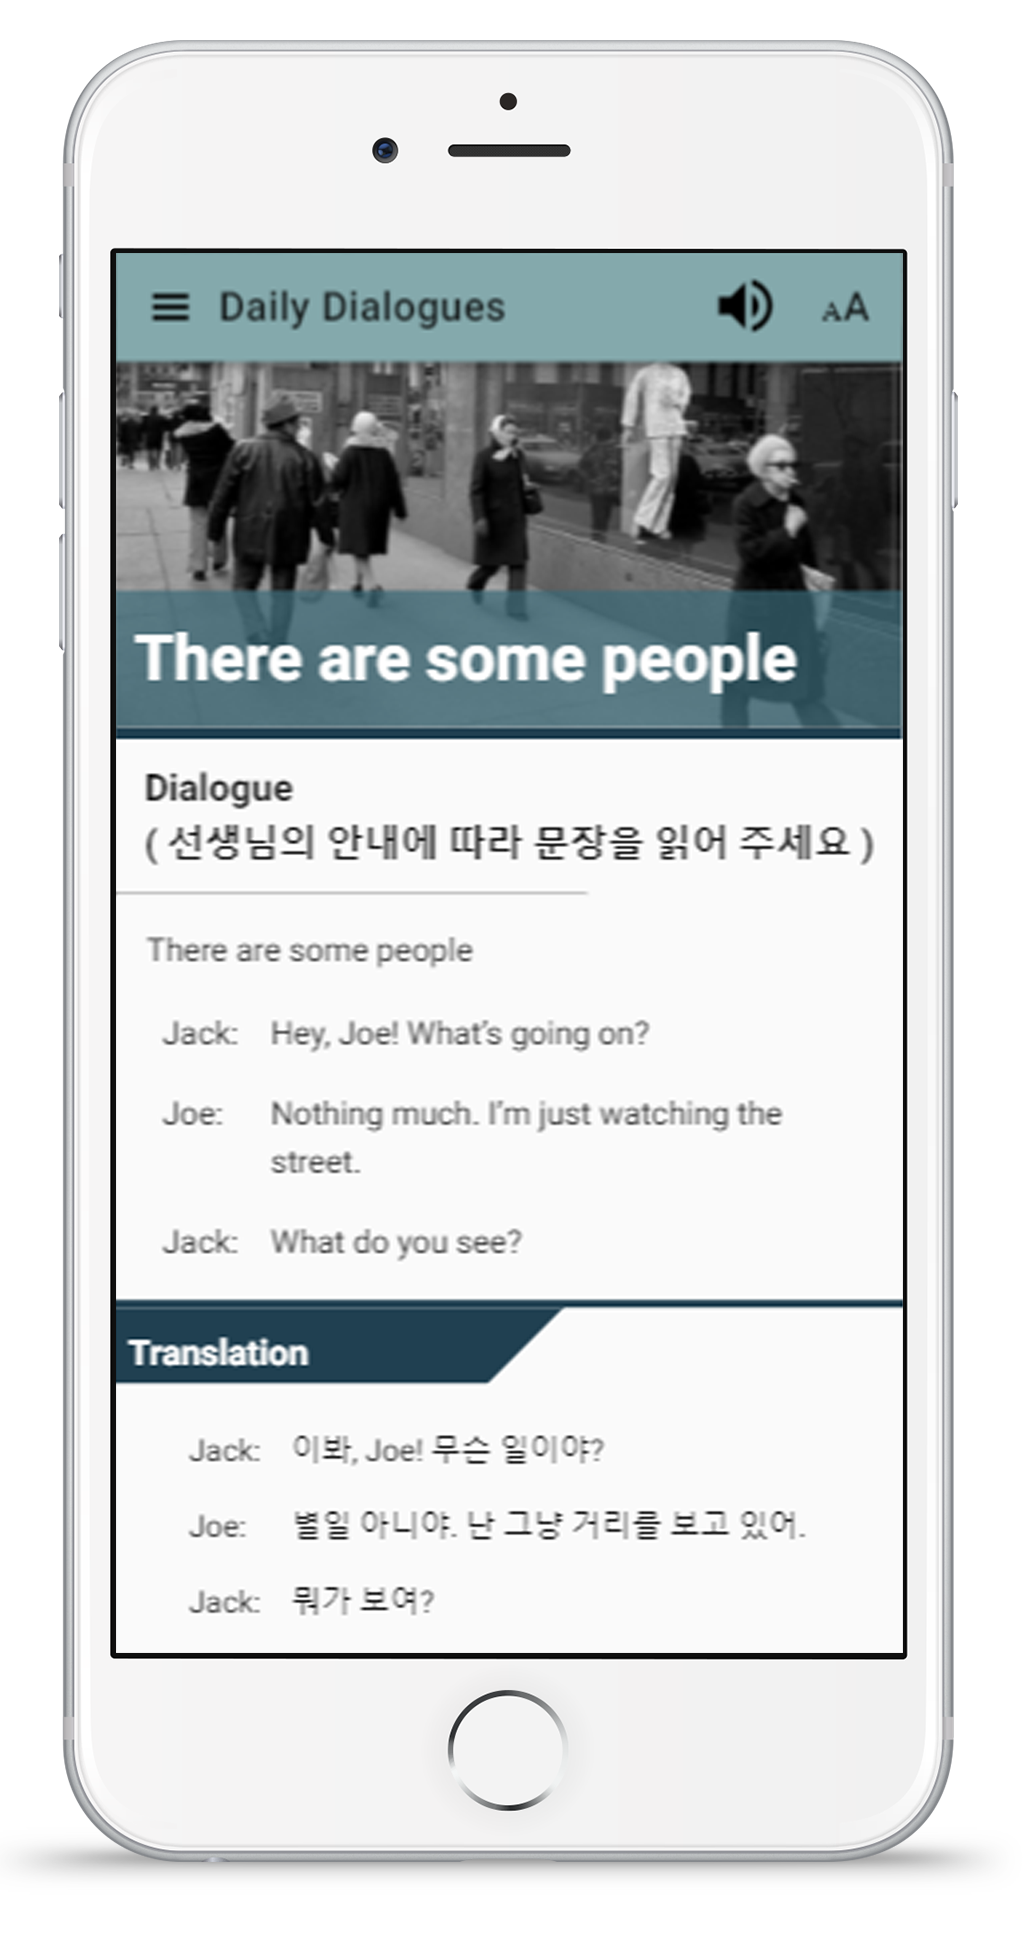 Daily Dialogues
AA
There are some people
Dialogue
( 선생님의 안내에 따라 문장을 읽어 주세요 )
There are some people
Jack: Hey, Joe! What's going on?
Joe: Nothing much. I'm just watching the
street.
Jack: What do you see?
Translation
Jack: 이봐, Joe! 무슨 일이야?
Joe: 별일 아니야. 난 그냥 거리를 보고 있어.
Jack: 뭐가 보여?